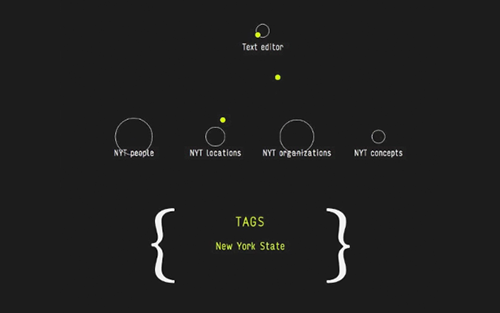 Text editor
NYT people NYT locations NYT organizations NYT concepts
TAGS
New York State